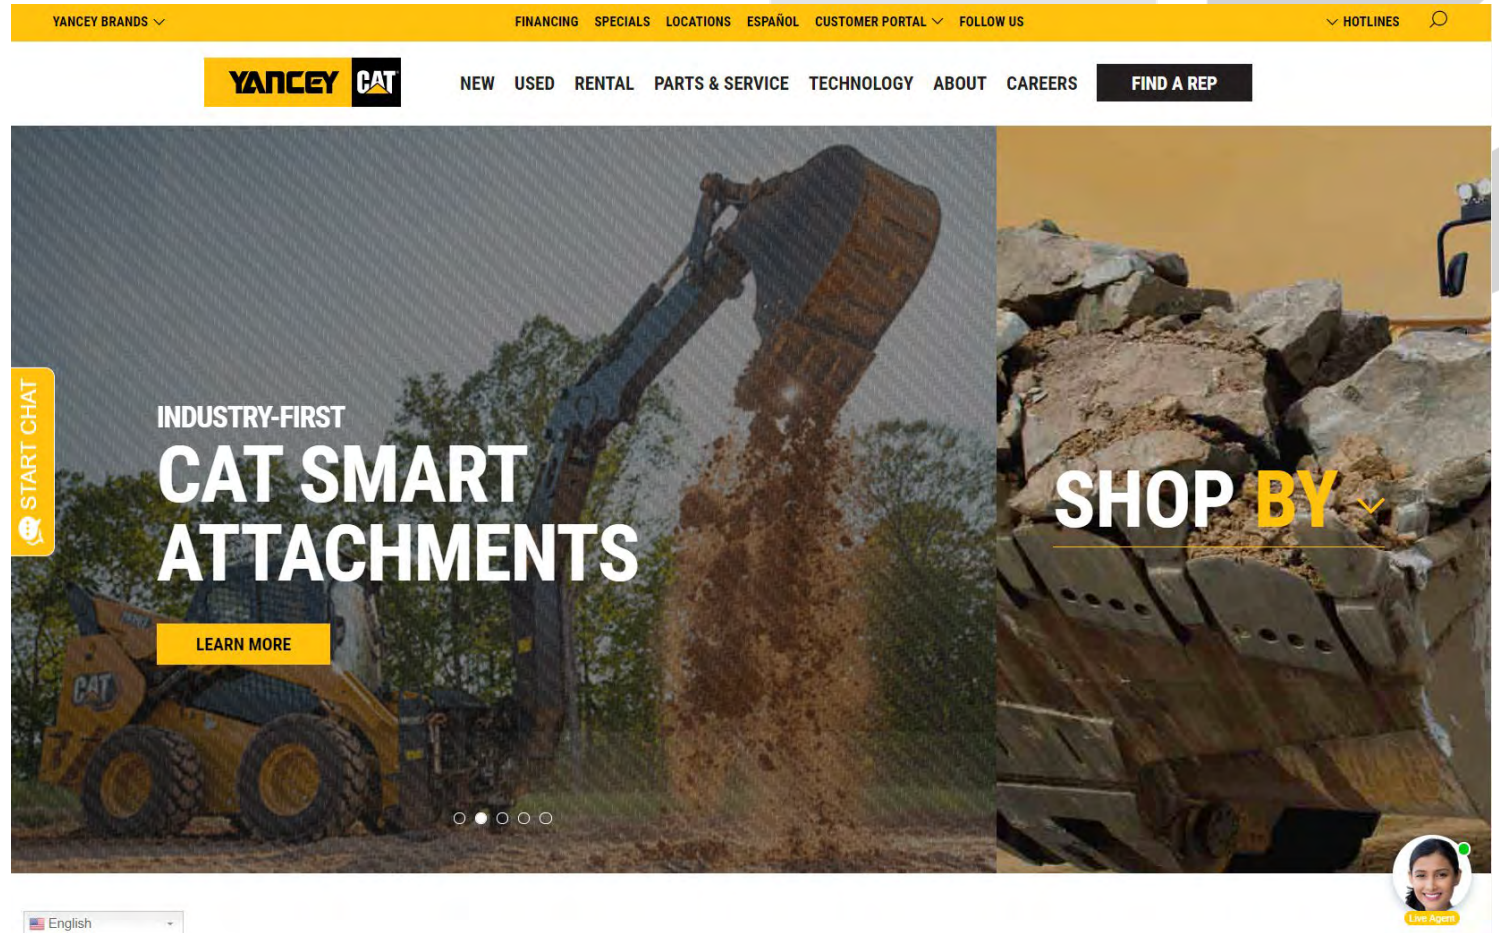 YANCEY BRANDS
FINANCING SPECIALS LOCATIONS ESPAÑOL CUSTOMER PORTAL FOLLOW US
HOTLINES
YANCEY CAT
NEW USED RENTAL PARTS & SERVICE TECHNOLOGY ABOUT CAREERS FIND A REP
START CHAT
INDUSTRY-FIRST
CAT SMART
ATTACHMENTS
LEARN MORE
CAT
SHOP BY
Live Agent
English